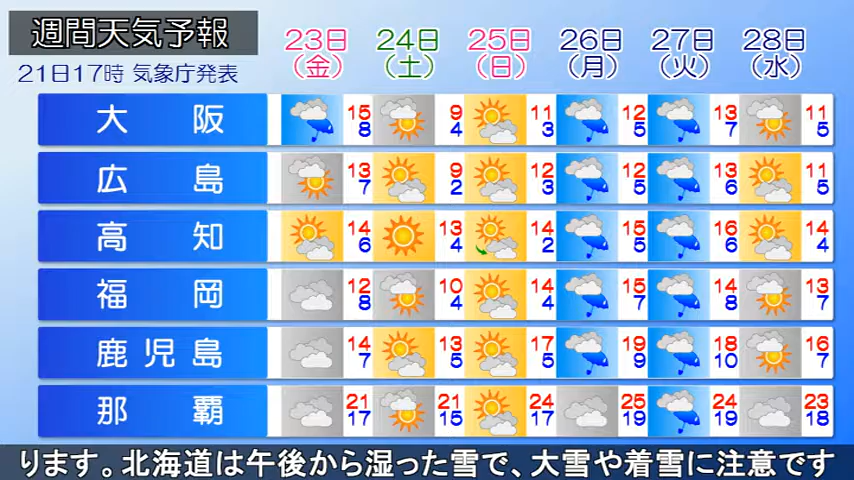 週間天気予報
21日17時 気象庁発表
23日 24日 25日 26日 27日 28日
(金) (土) (日) (月) (火) (水)
大阪 15 8 9 4 11 3 12 5 13 7 11 5
広島 13 7 9 2 12 3 12 5 13 6 11 5
高知 14 6 13 4 14 2 15 5 16 6 14 4
福岡 12 8 10 4 14 4 15 7 14 8 13 7
鹿児島 14 7 13 5 17 5 19 9 18 10 16 7
那覇 21 17 21 15 24 17 25 19 24 19 23 18
ります。北海道は午後から湿った雪で、大雪や着雪に注意です